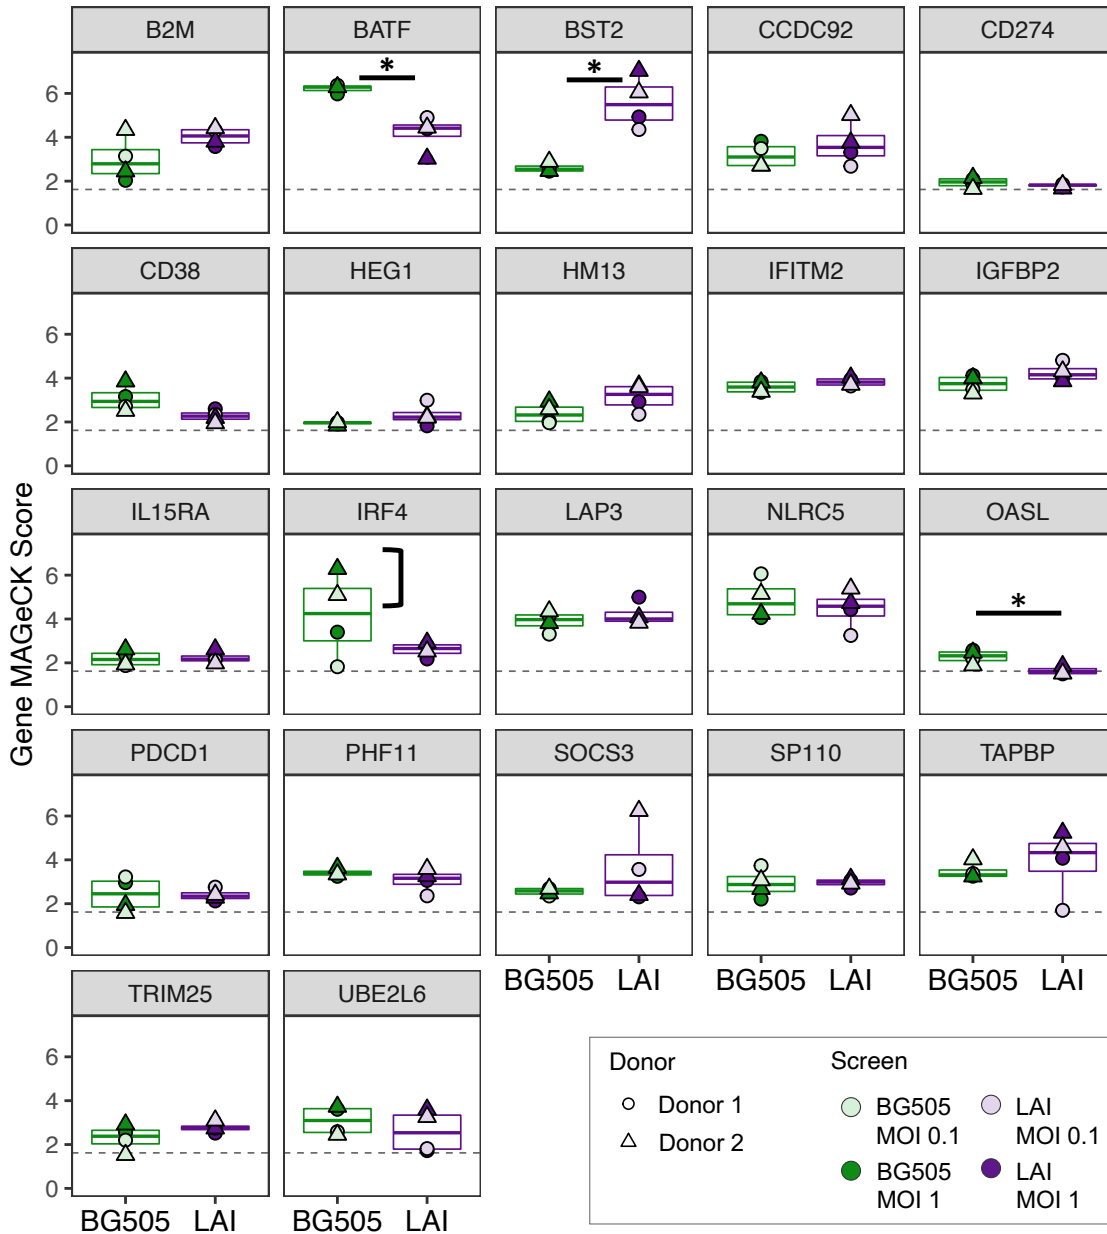 B2M BATF BST2 CCDC92 CD274
* *
6
4
2
0
CD38 HEG1 HM13 IFITM2 IGFBP2
6
4
2
0
Gene MAGeCK Score
IL15RA IRF4 LAP3 NLRC5 OASL
*
6
4
2
0
PDCD1 PHF11 SOCS3 SP110 TAPBP
6
4
2
0
BG505 LAI BG505 LAI BG505 LAI
TRIM25 UBE2L6
6
4
2
0
BG505 LAI BG505 LAI
Donor
Donor 1
Donor 2
Screen
BG505
MOI 0.1
BG505
MOI 1
LAI
MOI 0.1
LAI
MOI 1